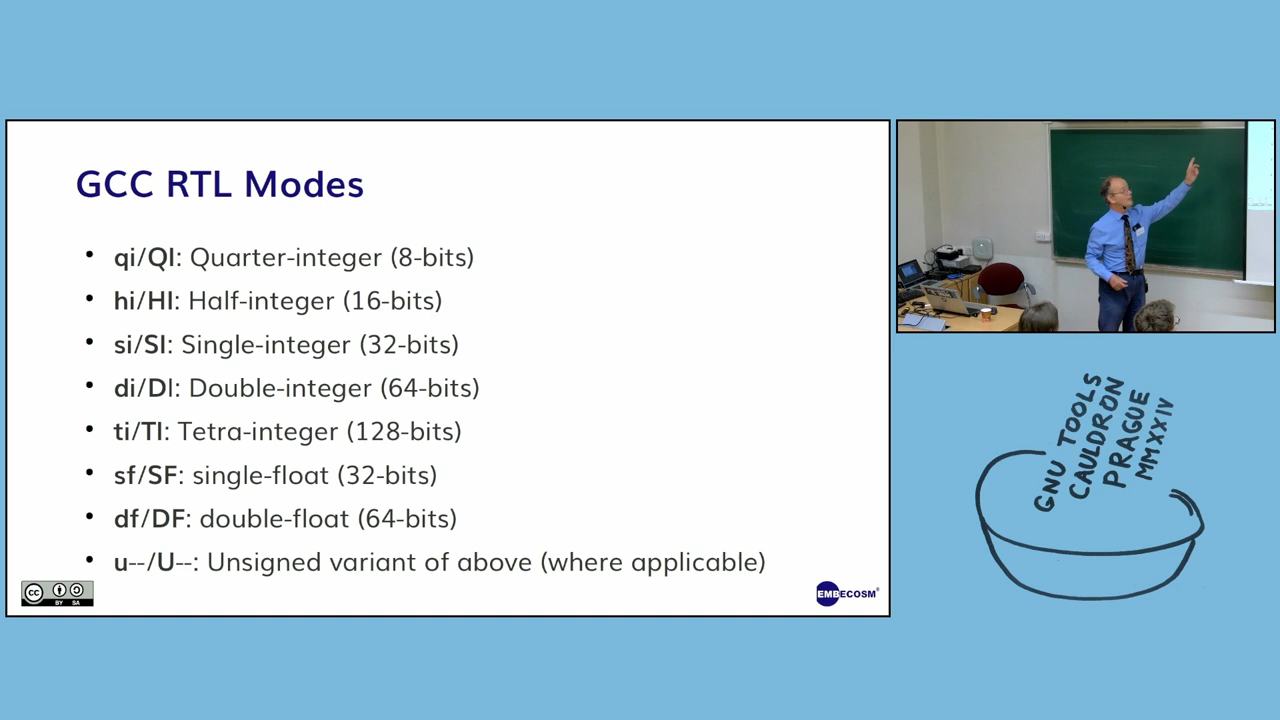 GCC RTL Modes
• qi/QI: Quarter-integer (8-bits)
• hi/HI: Half-integer (16-bits)
• si/SI: Single-integer (32-bits)
• di/DI: Double-integer (64-bits)
• ti/TI: Tetra-integer (128-bits)
• sf/SF: single-float (32-bits)
• df/DF: double-float (64-bits)
• u--/U--: Unsigned variant of above (where applicable)
cc BY SA
EMBECOSM®
GNU TOOLS
CAULDRON
PRAGUE
MMXXIV